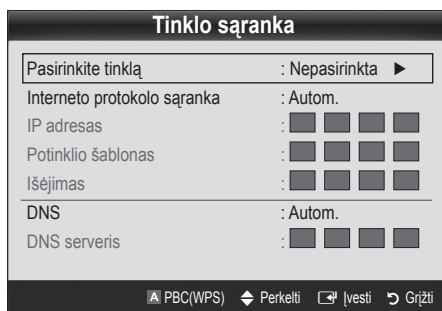 Tinklo sąranka
Pasirinkite tinklą : Nepasirinkta ►
Interneto protokolo sąranka : Autom.
IP adresas :
Potinklio šablonas :
Išėjimas :
DNS : Autom.
DNS serveris :
A PBC(WPS) Perkelti Įvesti Grįžti